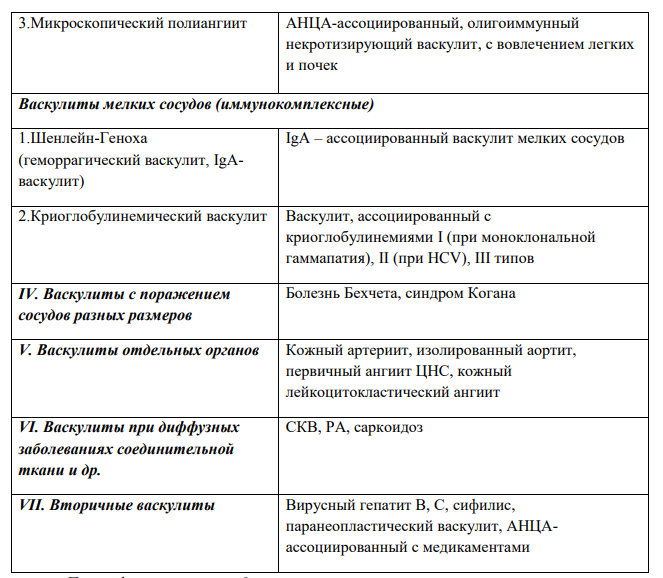 3.Микроскопический полиангиит
АНЦА-ассоциированный, олигоиммунный
некротизирующий васкулит, с вовлечением легких
и почек
Васкулиты мелких сосудов (иммунокомплексные)
1.Шенлейн-Геноха
(геморрагический васкулит, IgA-
васкулит)
IgA – ассоциированный васкулит мелких сосудов
2.Криоглобулинемический васкулит
Васкулит, ассоциированный с
криоглобулинемиями I (при моноклональной
гаммапатия), II (при HCV), III типов
IV. Васкулиты с поражением
сосудов разных размеров
Болезнь Бехчета, синдром Когана
V. Васкулиты отдельных органов
Кожный артериит, изолированный аортит,
первичный ангиит ЦНС, кожный
лейкоцитокластический ангиит
VI. Васкулиты при диффузных
заболеваниях соединительной
ткани и др.
СКВ, РА, саркоидоз
VII. Вторичные васкулиты
Вирусный гепатит В, С, сифилис,
паранеопластический васкулит, АНЦА-
ассоциированный с медикаментами